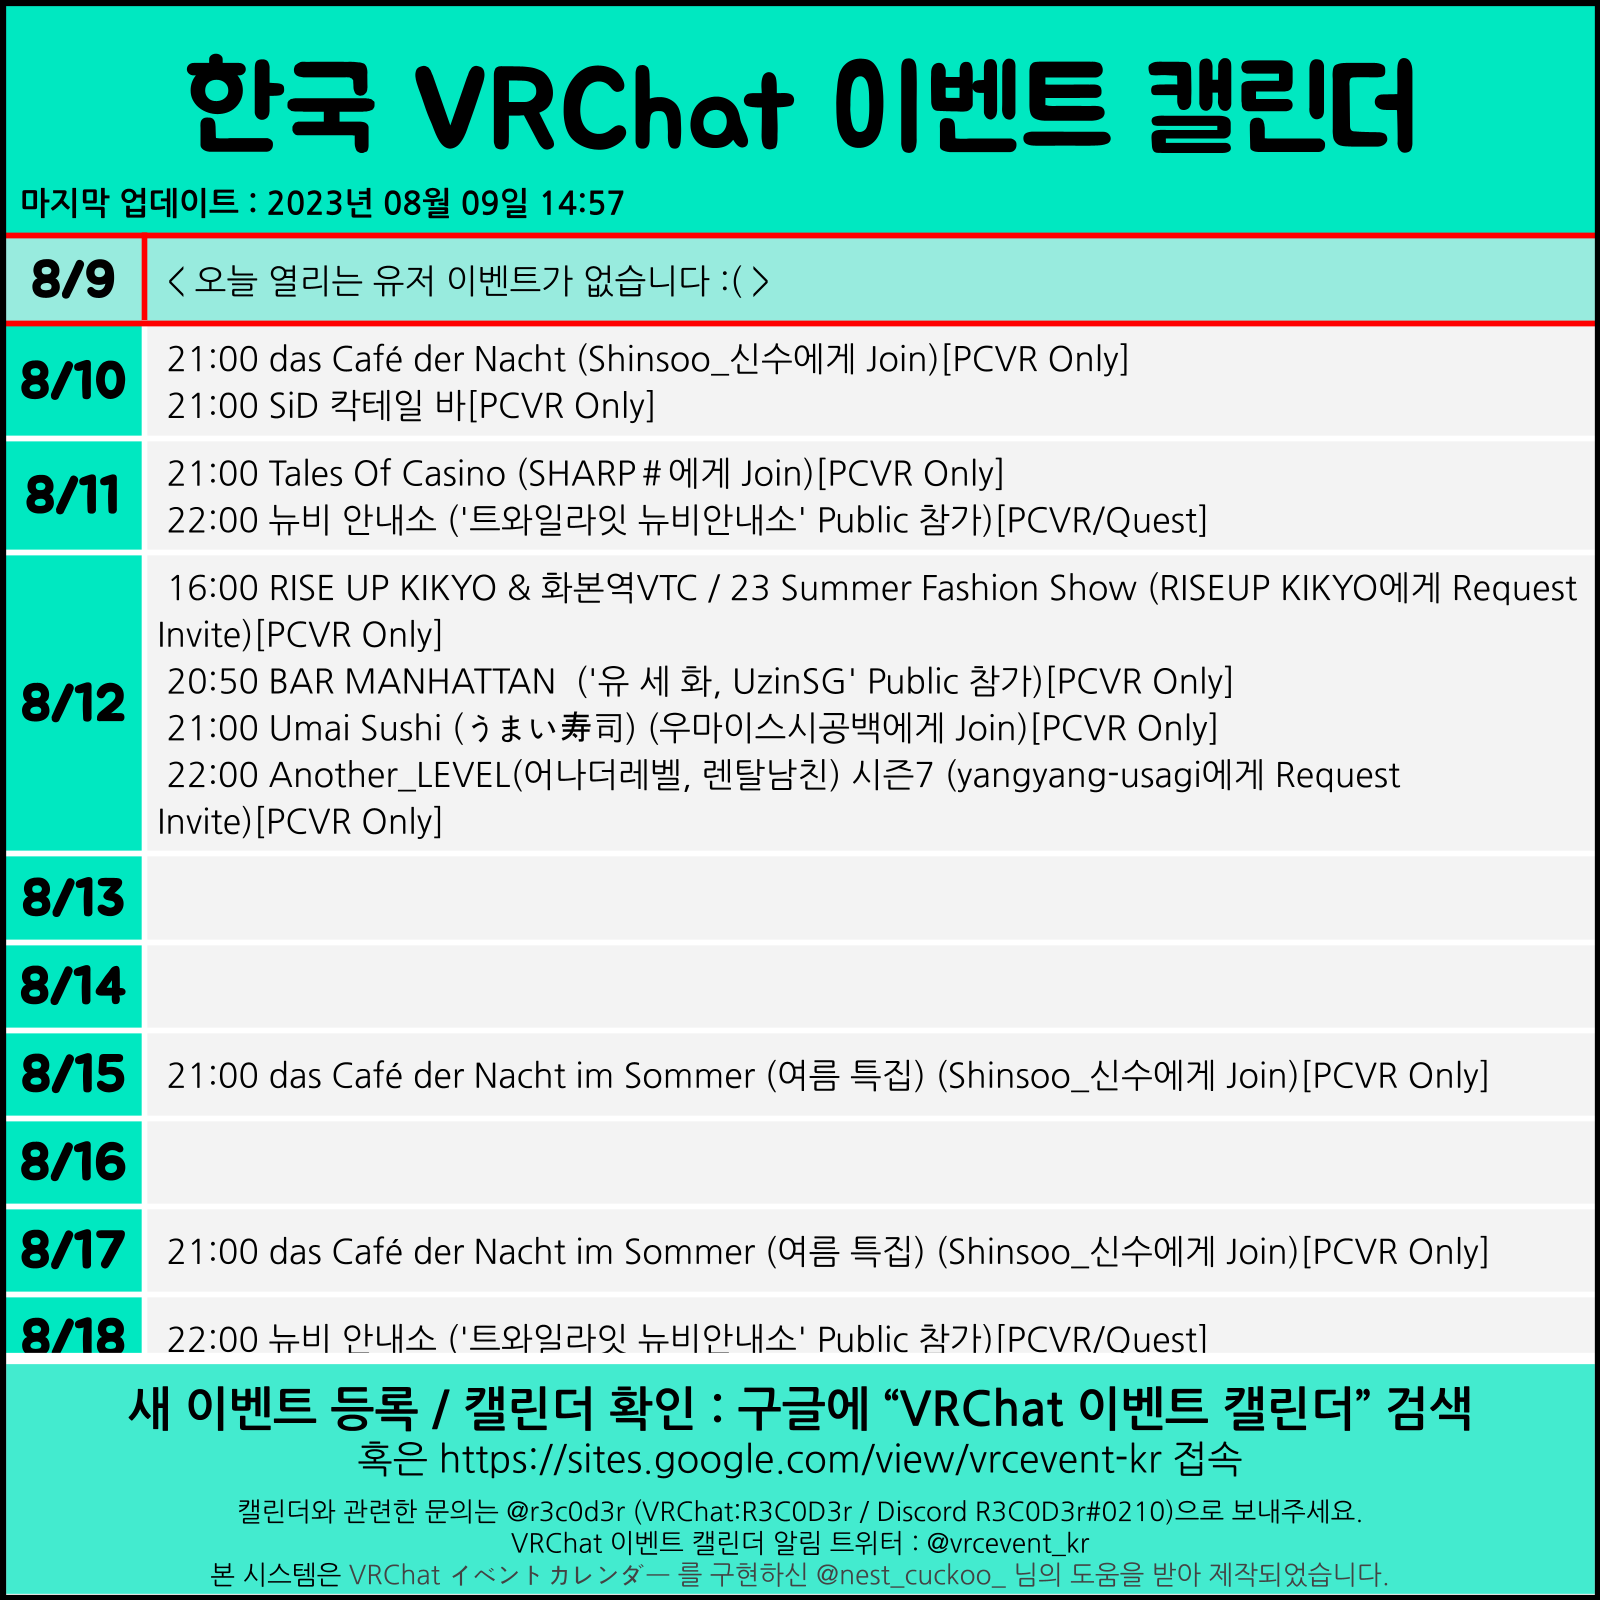 한국 VRChat 이벤트 캘린더
마지막 업데이트 : 2023년 08월 09일 14:57
8/9
< 오늘 열리는 유저 이벤트가 없습니다 :( >
8/10
21:00 das Café der Nacht (Shinsoo_신수에게 Join)[PCVR Only]
21:00 SiD 칵테일 바[PCVR Only]
8/11
21:00 Tales Of Casino (SHARP#에게 Join)[PCVR Only]
22:00 뉴비 안내소 ('트와일라잇 뉴비안내소' Public 참가)[PCVR/Quest]
8/12
16:00 RISE UP KIKYO & 화본역VTC / 23 Summer Fashion Show (RISEUP KIKYO에게 Request
Invite)[PCVR Only]
20:50 BAR MANHATTAN  ('유 세 화, UzinSG' Public 참가)[PCVR Only]
21:00 Umai Sushi (うまい寿司) (우마이스시공백에게 Join)[PCVR Only]
22:00 Another_LEVEL(어나더레벨, 렌탈남친) 시즌7 (yangyang-usagi에게 Request
Invite)[PCVR Only]
8/13
8/14
8/15
21:00 das Café der Nacht im Sommer (여름 특집) (Shinsoo_신수에게 Join)[PCVR Only]
8/16
8/17
21:00 das Café der Nacht im Sommer (여름 특집) (Shinsoo_신수에게 Join)[PCVR Only]
8/18
22:00 뉴비 안내소 ('트와일라잇 뉴비안내소' Public 참가)[PCVR/Quest]
새 이벤트 등록 / 캘린더 확인 : 구글에 “VRChat 이벤트 캘린더” 검색
혹은 https://sites.google.com/view/vrcevent-kr 접속
캘린더와 관련한 문의는 @r3c0d3r (VRChat:R3C0D3r / Discord R3C0D3r#0210)으로 보내주세요.
VRChat 이벤트 캘린더 알림 트위터 : @vrcevent_kr
본 시스템은 VRChat イベントカレンダー 를 구현하신 @nest_cuckoo_ 님의 도움을 받아 제작되었습니다.